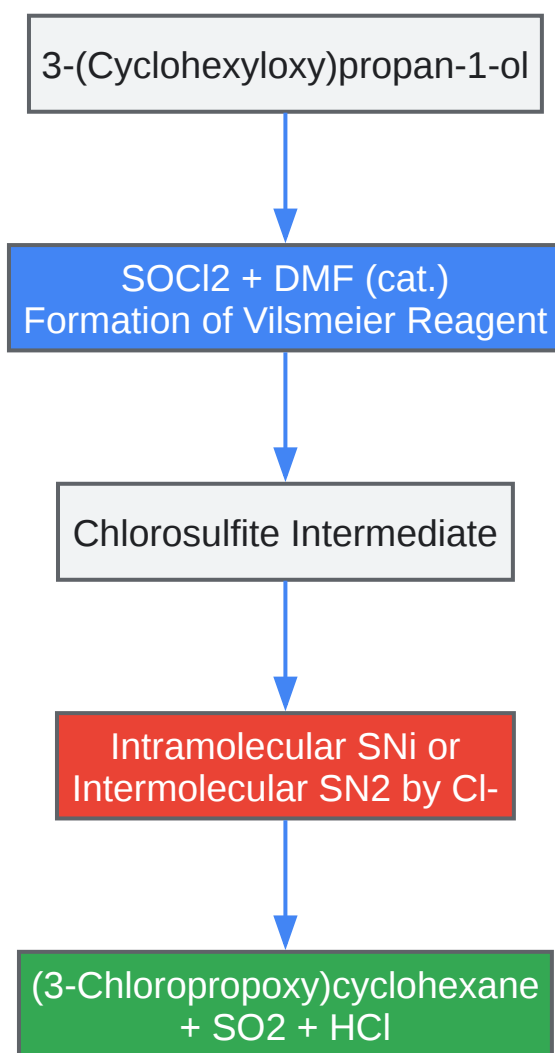 3-(Cyclohexyloxy)propan-1-ol
SOCl2 + DMF (cat.)
Formation of Vilsmeier Reagent
Chlorosulfite Intermediate
Intramolecular SNi or
Intermolecular SN2 by Cl-
(3-Chloropropoxy)cyclohexane
+ SO2 + HCl